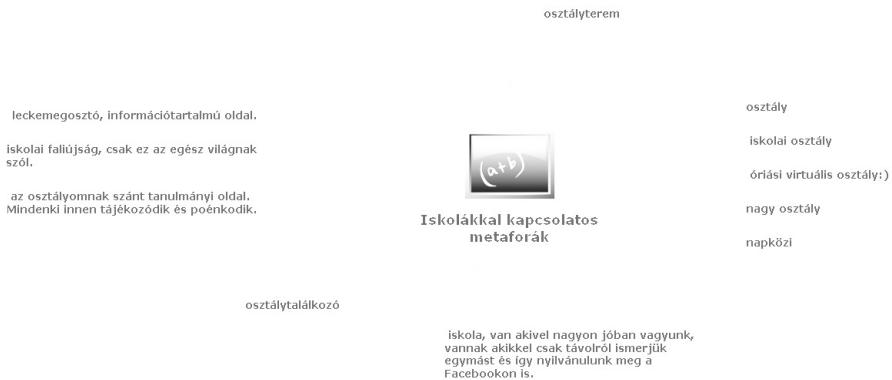 osztályterem
leckemegosztó, információtartalmú oldal.
iskolai faliújság, csak ez az egész világnak
szól.
az osztályomnak szánt tanulmányi oldal.
Mindenki innen tájékozódik és poénkodik.
(a+b)
Iskolákkal kapcsolatos
metaforák
osztály
iskolai osztály
óriási virtuális osztály:)
nagy osztály
napközi
osztálytalálkozó
iskola, van akivel nagyon jóban vagyunk,
vannak akikkel csak távolról ismerjük
egymást és így nyilvánulunk meg a
Facebookon is.